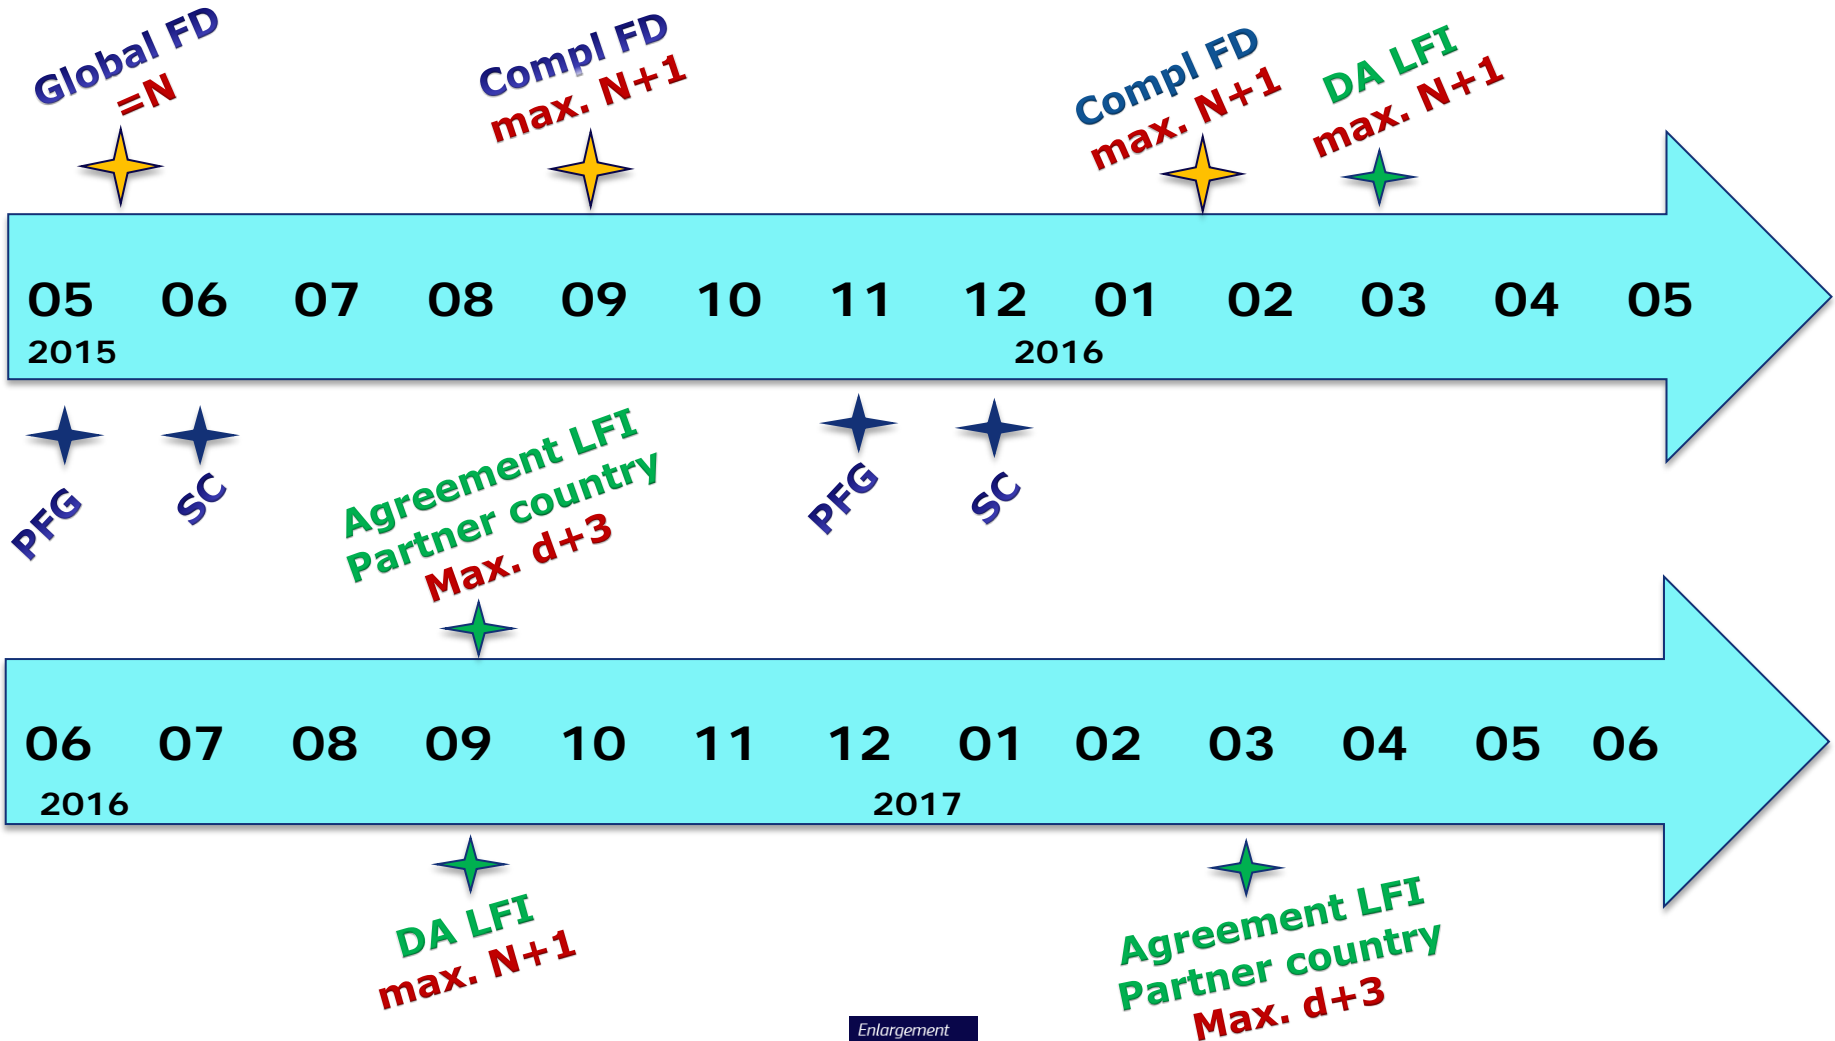 Global FD
=N
Compl FD
max. N+1
Compl FD
max. N+1
DA LFI
max. N+1
05 06 07 08 09 10 11 12 01 02 03 04 05
2015 2016
PFG
SC
Agreement LFI
Partner country
Max. d+3
PFG
SC
06 07 08 09 10 11 12 01 02 03 04 05 06
2016 2017
DA LFI
max. N+1
Agreement LFI
Partner country
Max. d+3
Enlargement